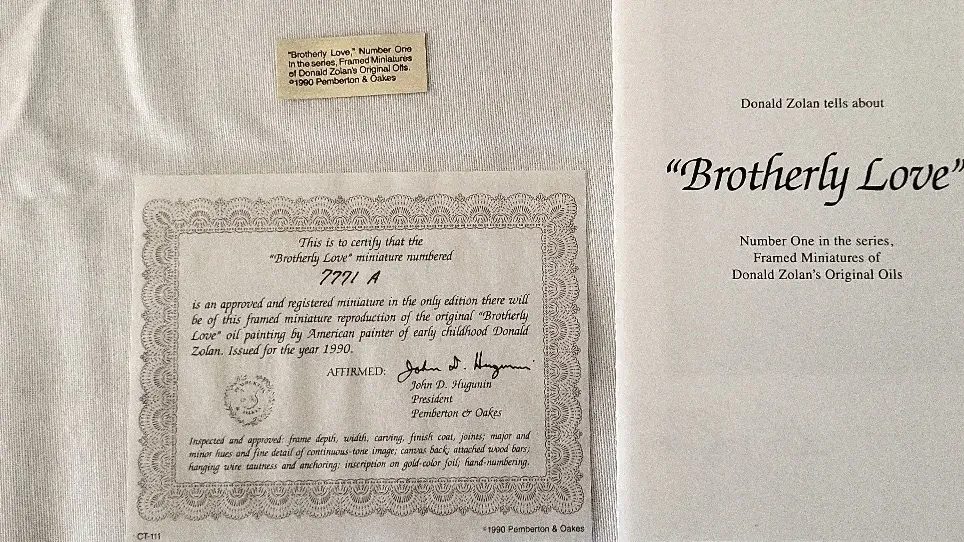 "Brotherly Love," Number One
in the series, Framed Miniatures
of Donald Zolan's Original Oils.
©1990 Pemberton & Oakes
This is to certify that the
"Brotherly Love" miniature numbered
7771 A
is an approved and registered miniature in the only edition there will
be of this framed miniature reproduction of the original "Brotherly
Love" oil painting by American painter of early childhood Donald
Zolan. Issued for the year 1990.
AFFIRMED: John D. Hugunin
John D. Hugunin
President
Pemberton & Oakes
Inspected and approved: frame depth, width, carving, finish coat, joints; major and
minor hues and fine detail of continuous-tone image; canvas back, attached wood bars;
hanging wire tautness and anchoring; inscription on gold-color foil; hand-numbering.
CT-111
©1990 Pemberton & Oakes
Donald Zolan tells about
"Brotherly Love"
Number One in the series,
Framed Miniatures of
Donald Zolan's Original Oils